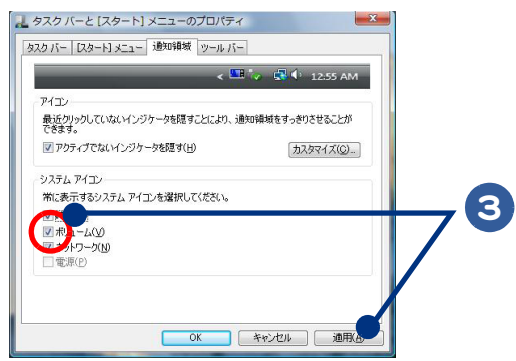 タスク バーと [スタート] メニューのプロパティ
タスク バー [スタート] メニュー 通知領域 ツール バー
< 12:55 AM
アイコン
最近クリックしていないインジケータを隠すことにより、通知領域をすっきりさせることが
できます。
アクティブでないインジケータを隠す(H) カスタマイズ(C)...
システム アイコン
常に表示するシステム アイコンを選択してください。
ボリューム(V)
ネットワーク(N)
電源(P)
3
OK キャンセル 適用(A)